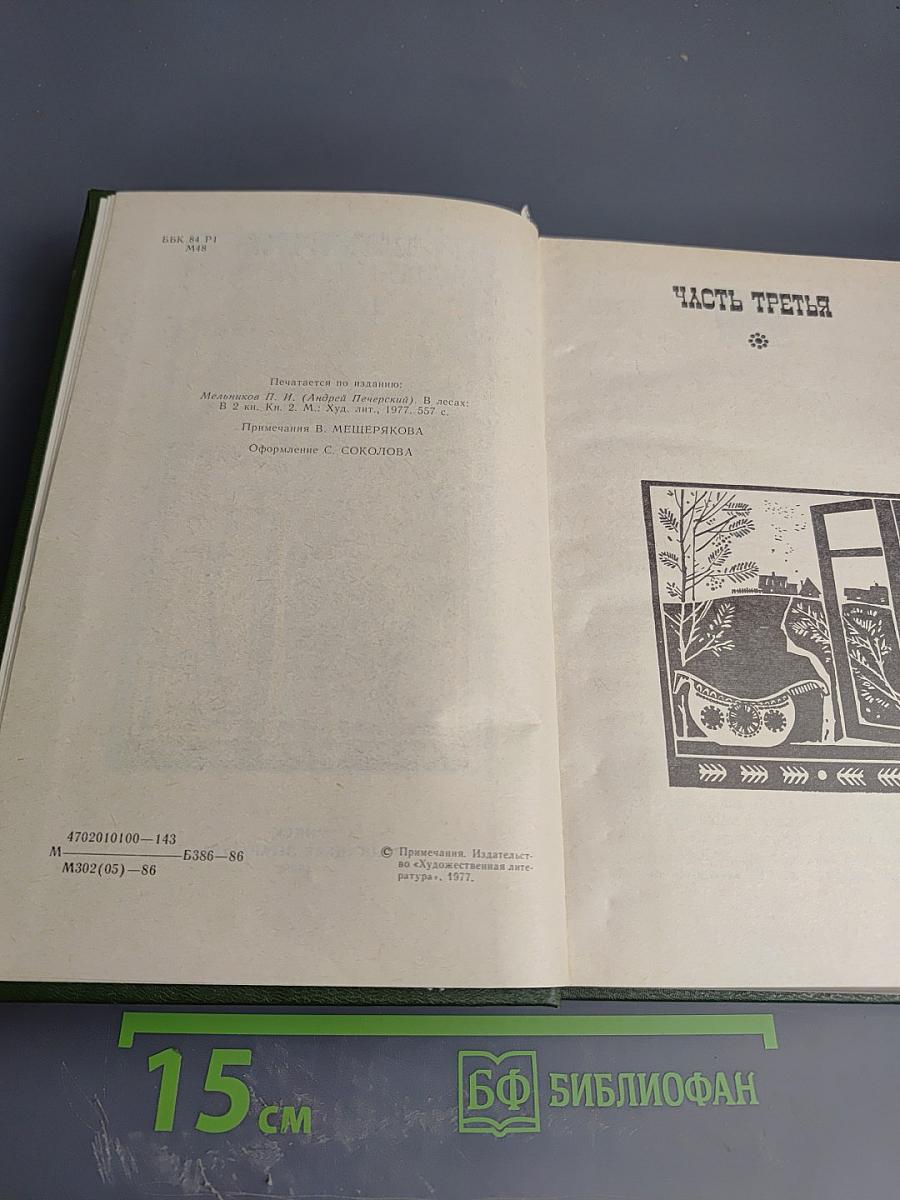 ББК 84 Р1
М48
Печатается по изданию:
Мельников П. И. (Андрей Печерский). В лесах:
В 2 кн. Кн. 2. М.: Худ. лит., 1977. 557 с.
Примечания В. МЕЩЕРЯКОВА
Оформление С. СОКОЛОВА
4702010100—143
М———Б386—86
М302(05)—86
© Примечания. Издательст-
во «Художественная лите-
ратура», 1977.
ЧАСТЬ ТРЕТЬЯ
15 см
БФ БИБЛИОФАН